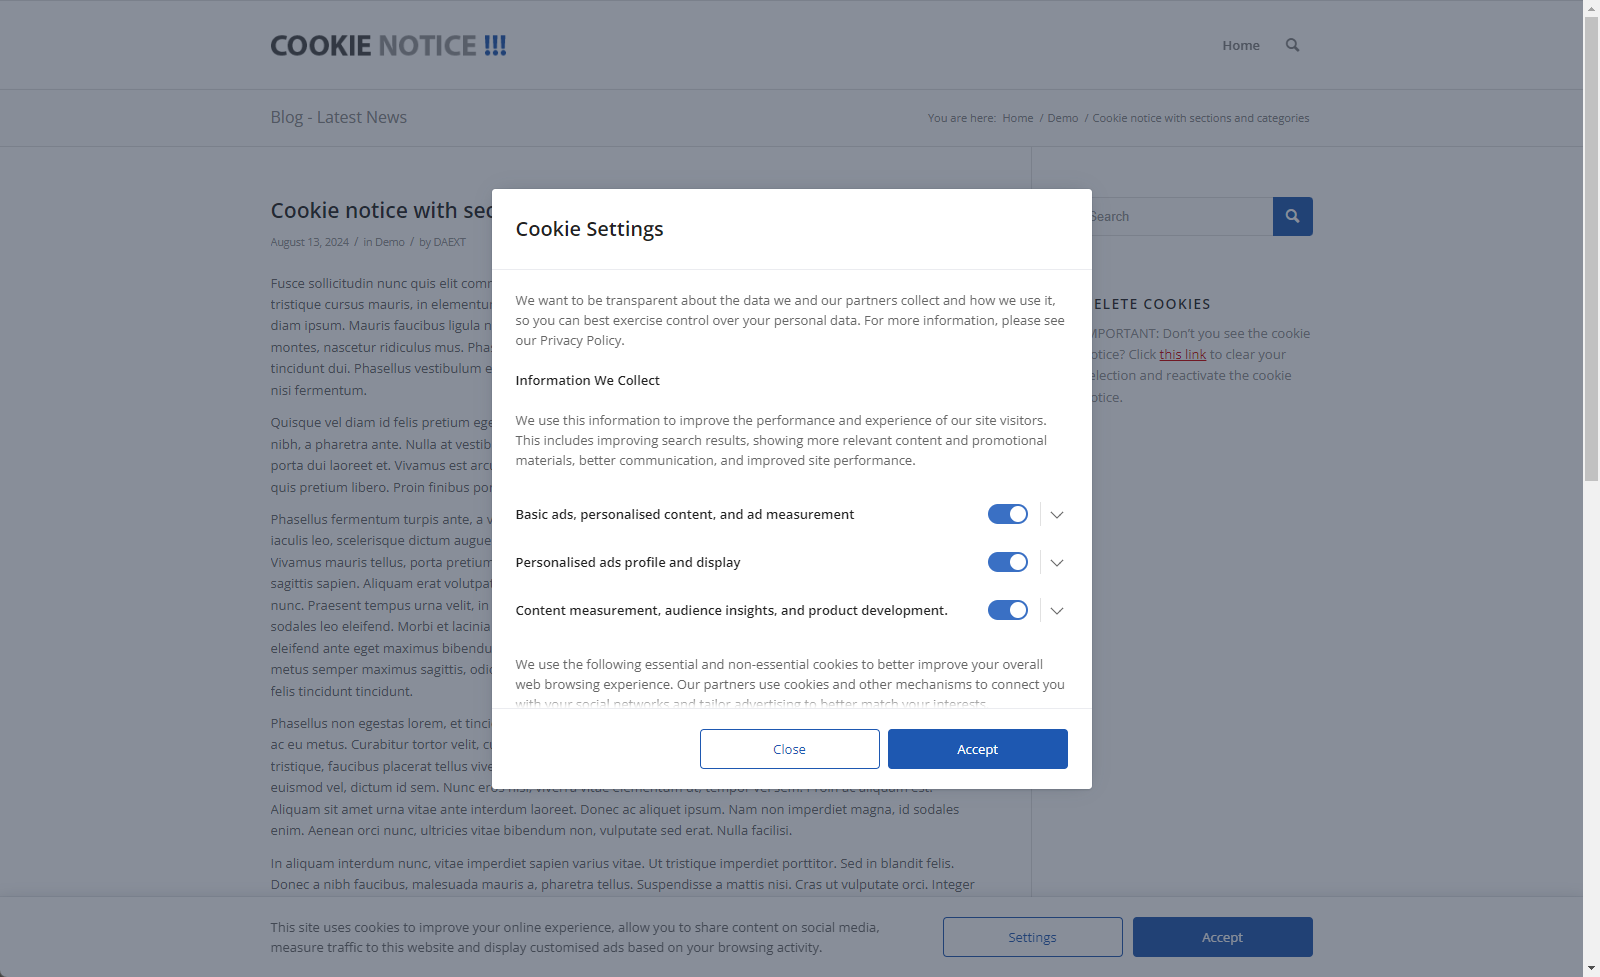 COOKIE NOTICE !!!
Home
Blog - Latest News
You are here: Home / Demo / Cookie notice with sections and categories
Cookie notice with sec
August 13, 2024 / in Demo / by DAEXT
Fusce sollicitudin nunc quis elit
tristique cursus mauris, in
diam ipsum. Mauris faucibus ligula
montes, nascetur ridiculus mus.
tincidunt dui. Phasellus vestibulum
nisi fermentum.
Quisque vel diam id felis pretium
nibh, a pharetra ante. Nulla at
porta dui laoreet et. Vivamus est
quis pretium libero. Proin finibus
Phasellus fermentum turpis ante, a
iaculis leo, scelerisque dictum augue
Vivamus mauris tellus, porta pretium
sagittis sapien. Aliquam erat
nunc. Praesent tempus urna velit, in
sodales leo eleifend. Morbi et lacinia
eleifend ante eget maximus
metus semper maximus sagittis,
felis tincidunt tincidunt.
Phasellus non egestas lorem, et
ac eu metus. Curabitur tortor velit,
tristique, faucibus placerat tellus
euismod vel, dictum id sem. Nunc
Aliquam sit amet urna vitae ante interdum laoreet. Donec ac aliquet ipsum. Nam non imperdiet magna, id sodales
enim. Aenean orci nunc, ultricies vitae bibendum non, vulputate sed erat. Nulla facilisi.
In aliquam interdum nunc, vitae imperdiet sapien varius vitae. Ut tristique imperdiet porttitor. Sed in blandit felis.
Donec a nibh faucibus, malesuada mauris a, pharetra tellus. Suspendisse a mattis nisi. Cras ut vulputate orci. Integer
Search
ELETE COOKIES
MPORTANT: Don't you see the cookie
otice? Click this link to clear your
election and reactivate the cookie
otice.
Cookie Settings
We want to be transparent about the data we and our partners collect and how we use it,
so you can best exercise control over your personal data. For more information, please see
our Privacy Policy.
Information We Collect
We use this information to improve the performance and experience of our site visitors.
This includes improving search results, showing more relevant content and promotional
materials, better communication, and improved site performance.
Basic ads, personalised content, and ad measurement
Personalised ads profile and display
Content measurement, audience insights, and product development.
We use the following essential and non-essential cookies to better improve your overall
web browsing experience. Our partners use cookies and other mechanisms to connect you
with your social networks and tailor advertising to better match your interests.
Close
Accept
This site uses cookies to improve your online experience, allow you to share content on social media,
measure traffic to this website and display customised ads based on your browsing activity.
Settings
Accept